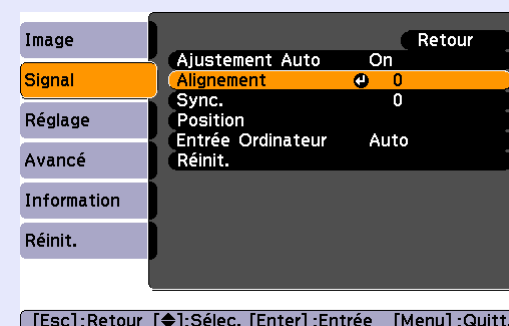 Image
Signal
Réglage
Avancé
Information
Réinit.
Retour
Ajustement Auto On
Alignement 0
Sync. 0
Position
Entrée Ordinateur Auto
Réinit.
[Esc]:Retour [◆]:Sélec. [Enter]:Entrée [Menu]:Quitt.